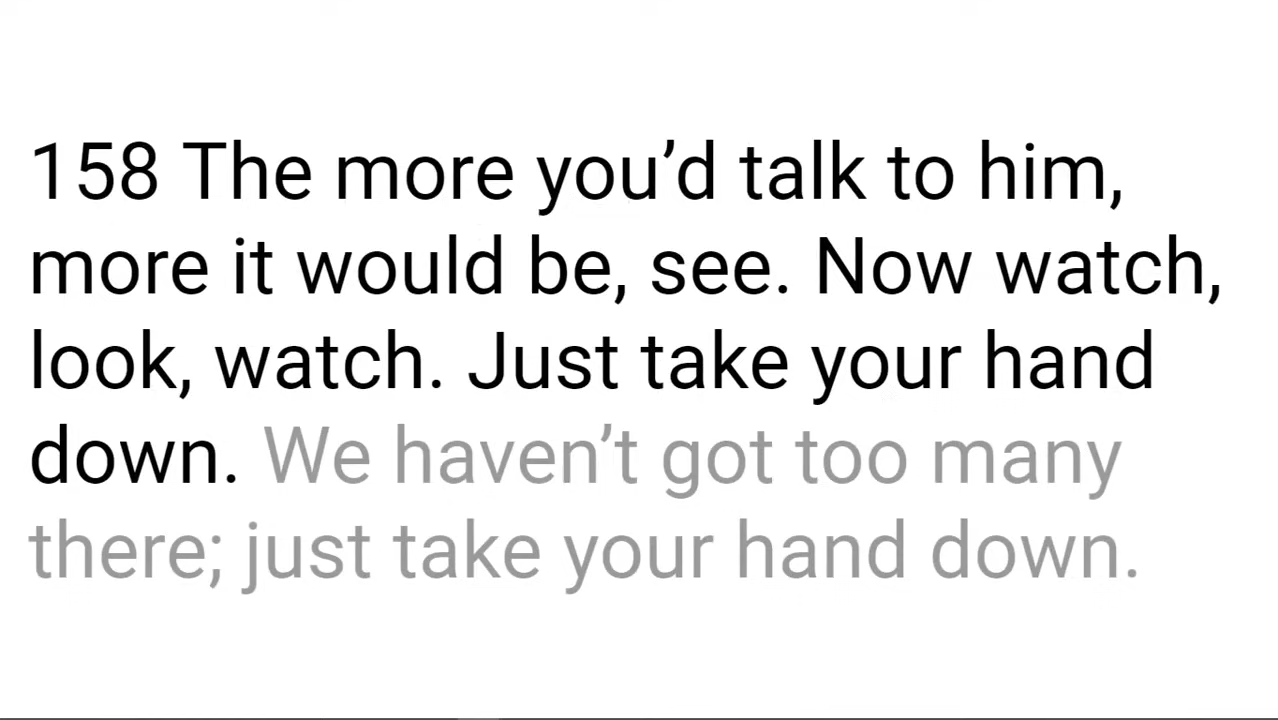 158 The more you’d talk to him,
more it would be, see. Now watch,
look, watch. Just take your hand
down. We haven’t got too many
there; just take your hand down.